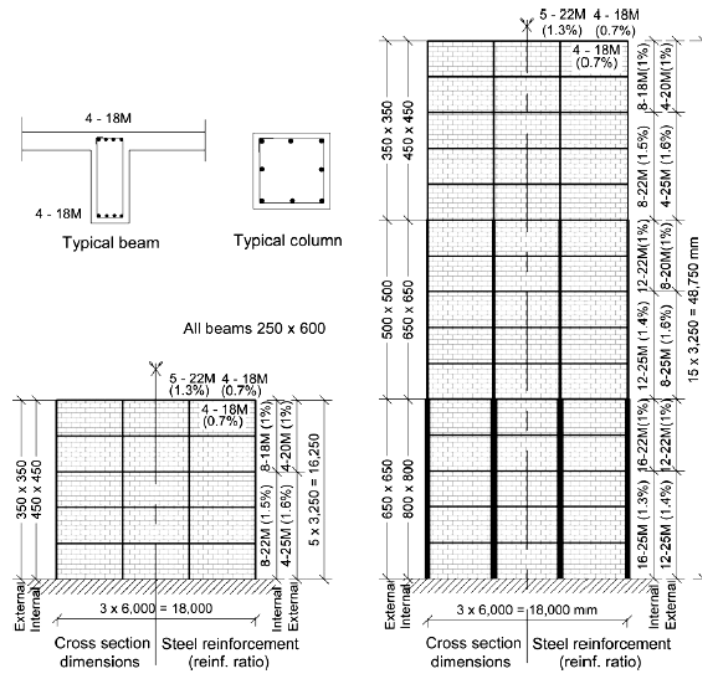 4 - 18M
4 - 18M
Typical beam
Typical column
All beams 250 x 600
5 - 22M 4 - 18M
(1.3%) (0.7%)
4 - 18M
(0.7%)
350 x 350
450 x 450
8-18M (1%)
4-20M (1%)
8-22M (1.5%)
4-25M (1.6%)
5 x 3,250 = 16,250
External
Internal
Internal
External
3 x 6,000 = 18,000
Cross section
dimensions
Steel reinforcement
(reinf. ratio)
5 - 22M 4 - 18M
(1.3%) (0.7%)
4 - 18M
(0.7%)
350 x 350
450 x 450
500 x 500
650 x 650
650 x 650
800 x 800
8-18M(1%)
4-20M(1%)
8-22M (1.5%)
4-25M (1.6%)
12-22M(1%)
8-20M(1%)
12-25M (1.4%)
8-25M (1.6%)
16-22M(1%)
12-22M(1%)
16-25M (1.3%)
12-25M (1.4%)
15 x 3,250 = 48,750 mm
External
Internal
Internal
External
3 x 6,000 = 18,000 mm
Cross section
dimensions
Steel reinforcement
(reinf. ratio)